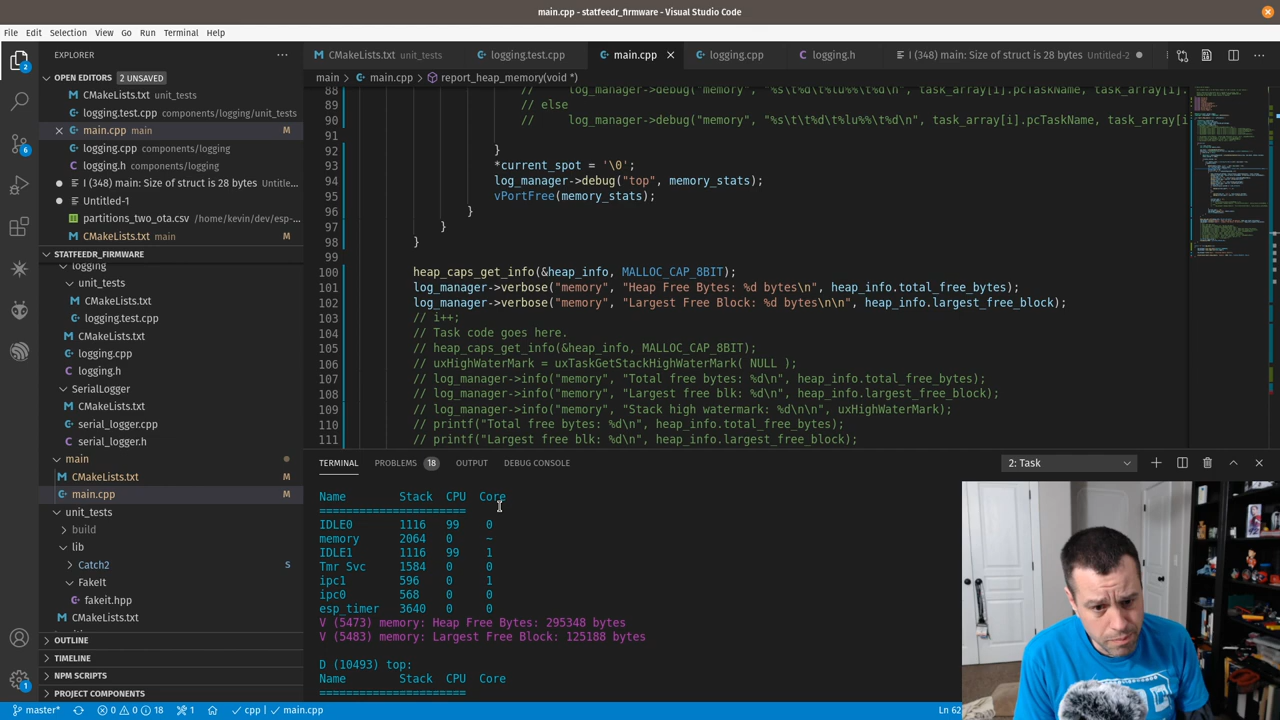 main.cpp - statfeedr_firmware - Visual Studio Code
File Edit Selection View Go Run Terminal Help
EXPLORER
CMakeLists.txt unit_tests
logging.test.cpp
main.cpp
logging.cpp
logging.h
I (348) main: Size of struct is 28 bytes Untitled-2
OPEN EDITORS 2 UNSAVED
main > main.cpp > report_heap_memory(void *)
CMakeLists.txt unit_tests
logging.test.cpp components/logging/unit_tests
main.cpp main M
logging.cpp components/logging
logging.h components/logging
I (348) main: Size of struct is 28 bytes Untitle...
Untitled-1
partitions_two_ota.csv /home/kevin/dev/esp-...
CMakeLists.txt main M
STATFEEDR_FIRMWARE
logging
unit_tests
CMakeLists.txt
logging.test.cpp
CMakeLists.txt
logging.cpp
logging.h
SerialLogger
CMakeLists.txt
serial_logger.cpp
serial_logger.h
main
CMakeLists.txt M
main.cpp M
unit_tests
build
lib
Catch2 S
FakeIt
fakeit.hpp
CMakeLists.txt
OUTLINE
TIMELINE
NPM SCRIPTS
PROJECT COMPONENTS
88 // log_manager->debug("memory", "%s\t%d\t%lu%%\t%d\n", task_array[i].pcTaskName, task_array[i].
89 // else
90 // log_manager->debug("memory", "%s\t\t%d\t%lu%%\t%d\n", task_array[i].pcTaskName, task_array[i
91
92 }
93 *current_spot = '\0';
94 log_manager->debug("top", memory_stats);
95 vPortFree(memory_stats);
96 }
97 }
98 }
99
100 heap_caps_get_info(&heap_info, MALLOC_CAP_8BIT);
101 log_manager->verbose("memory", "Heap Free Bytes: %d bytes\n", heap_info.total_free_bytes);
102 log_manager->verbose("memory", "Largest Free Block: %d bytes\n\n", heap_info.largest_free_block);
103 // i++;
104 // Task code goes here.
105 // heap_caps_get_info(&heap_info, MALLOC_CAP_8BIT);
106 // uxHighWaterMark = uxTaskGetStackHighWaterMark( NULL );
107 // log_manager->info("memory", "Total free bytes: %d\n", heap_info.total_free_bytes);
108 // log_manager->info("memory", "Largest free blk: %d\n", heap_info.largest_free_block);
109 // log_manager->info("memory", "Stack high watermark: %d\n\n", uxHighWaterMark);
110 // printf("Total free bytes: %d\n", heap_info.total_free_bytes);
111 // printf("Largest free blk: %d\n", heap_info.largest_free_block);
TERMINAL PROBLEMS 18 OUTPUT DEBUG CONSOLE
2: Task
Name Stack CPU Core
======================
IDLE0 1116 99 0
memory 2064 0 ~
IDLE1 1116 99 1
Tmr Svc 1584 0 0
ipc1 596 0 1
ipc0 568 0 0
esp_timer 3640 0 0
V (5473) memory: Heap Free Bytes: 295348 bytes
V (5483) memory: Largest Free Block: 125188 bytes
D (10493) top:
Name Stack CPU Core
======================
2
6
1
master* 0 0 18 1 cpp main.cpp
Ln 62